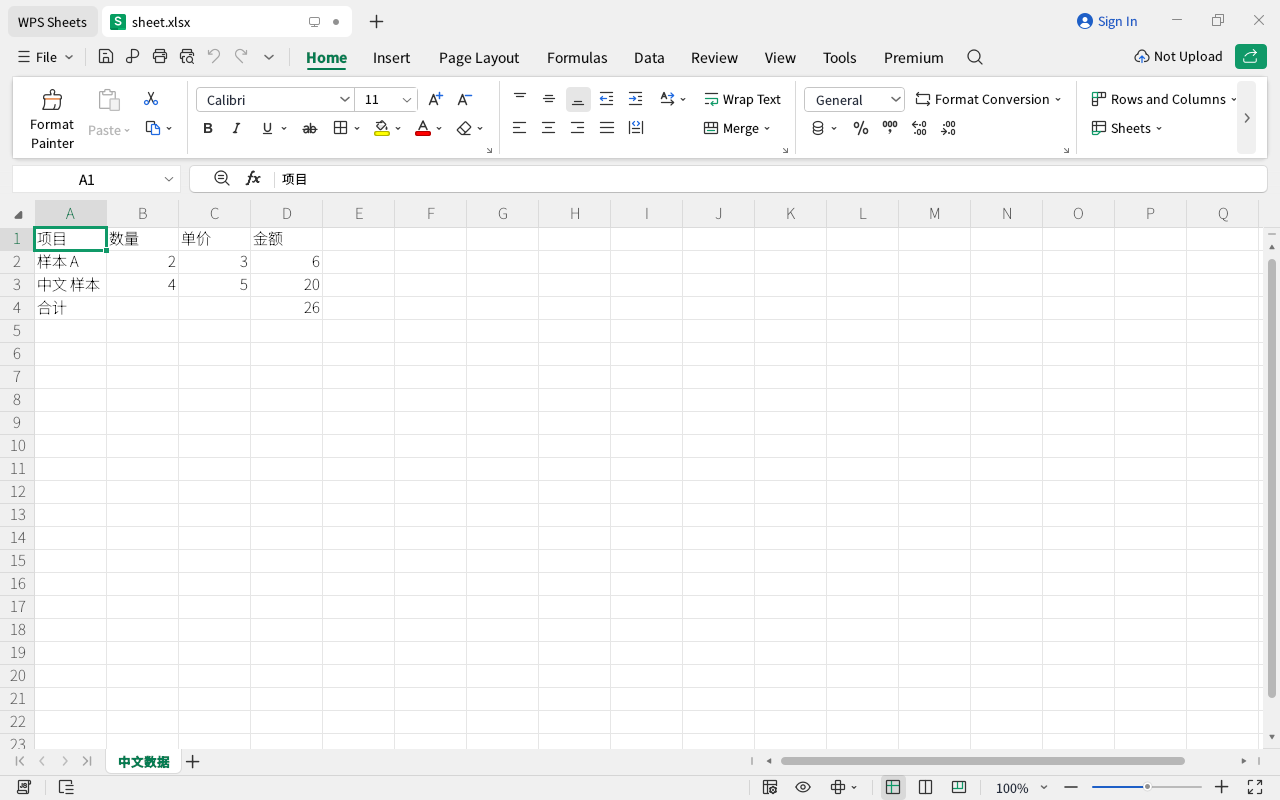 WPS Sheets sheet.xlsx Sign In
File Home Insert Page Layout Formulas Data Review View Tools Premium Not Upload
Format Painter Paste Calibri 11 Wrap Text General Format Conversion Rows and Columns
B I U ab Merge % Sheets
A1 fx 项目
A B C D E F G H I J K L M N O P Q
1 项目 数量 单价 金额
2 样本 A 2 3 6
3 中文 样本 4 5 20
4 合计 26
5
6
7
8
9
10
11
12
13
14
15
16
17
18
19
20
21
22
23
中文数据
100%